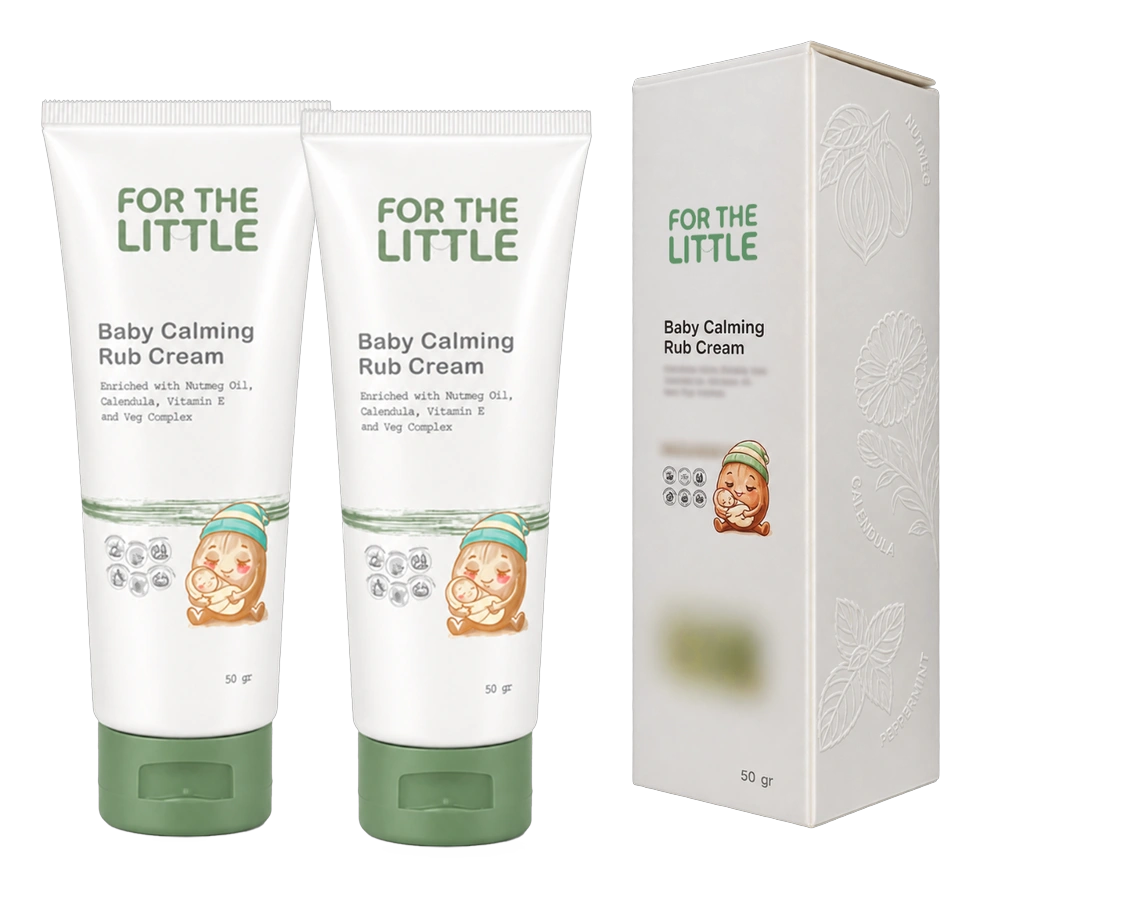 FOR THE
LITTLE
Baby Calming
Rub Cream
Enriched with Nutmeg Oil,
Calendula, Vitamin E
and Veg Complex
50 gr
FOR THE
LITTLE
Baby Calming
Rub Cream
Enriched with Nutmeg Oil,
Calendula, Vitamin E
and Veg Complex
50 gr
FOR THE
LITTLE
Baby Calming
Rub Cream
50 gr
NUTMEG
CALENDULA
PEPPERMINT